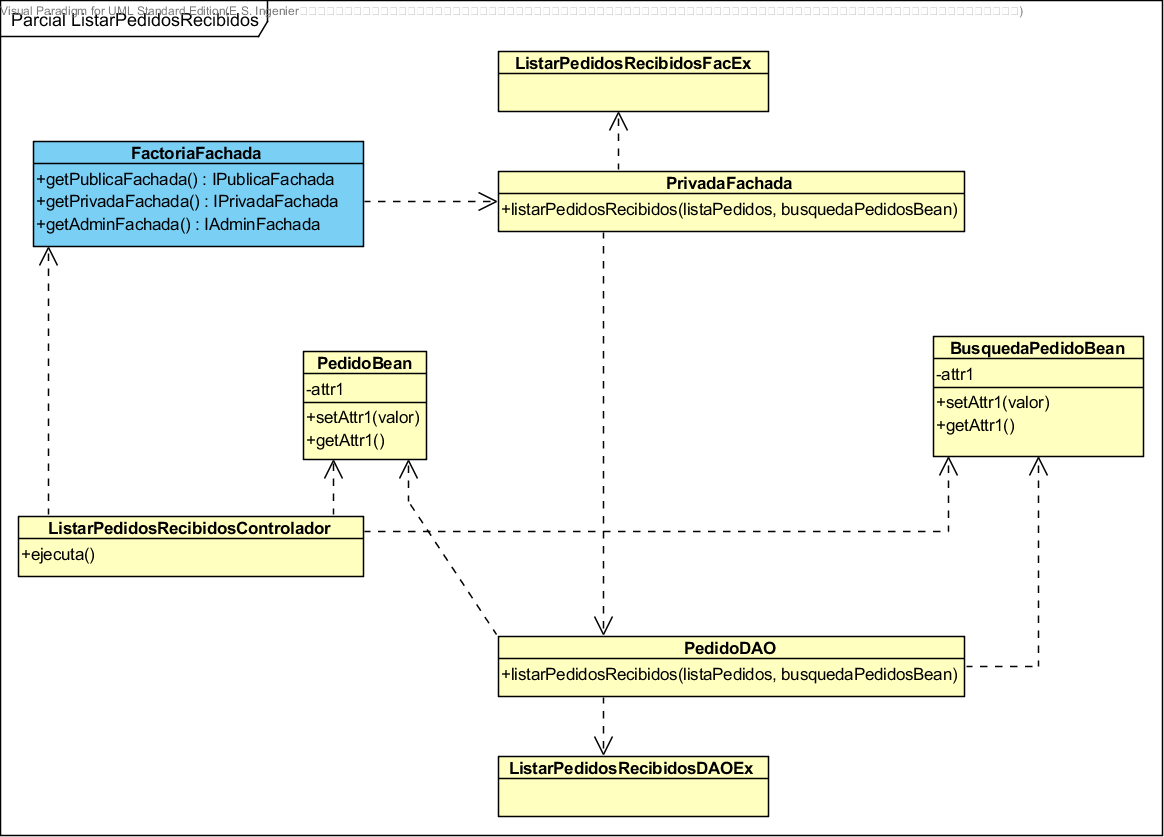 Visual Paradigm for UML Standard Edition(E.S. Ingenier
Parcial ListarPedidosRecibidos
ListarPedidosRecibidosFacEx
FactoriaFachada
+getPublicaFachada() : IPublicaFachada
+getPrivadaFachada() : IPrivadaFachada
+getAdminFachada() : IAdminFachada
PrivadaFachada
+listarPedidosRecibidos(listaPedidos, busquedaPedidosBean)
BusquedaPedidoBean
-attr1
+setAttr1(valor)
+getAttr1()
PedidoBean
-attr1
+setAttr1(valor)
+getAttr1()
ListarPedidosRecibidosControlador
+ejecuta()
PedidoDAO
+listarPedidosRecibidos(listaPedidos, busquedaPedidosBean)
ListarPedidosRecibidosDAOEx